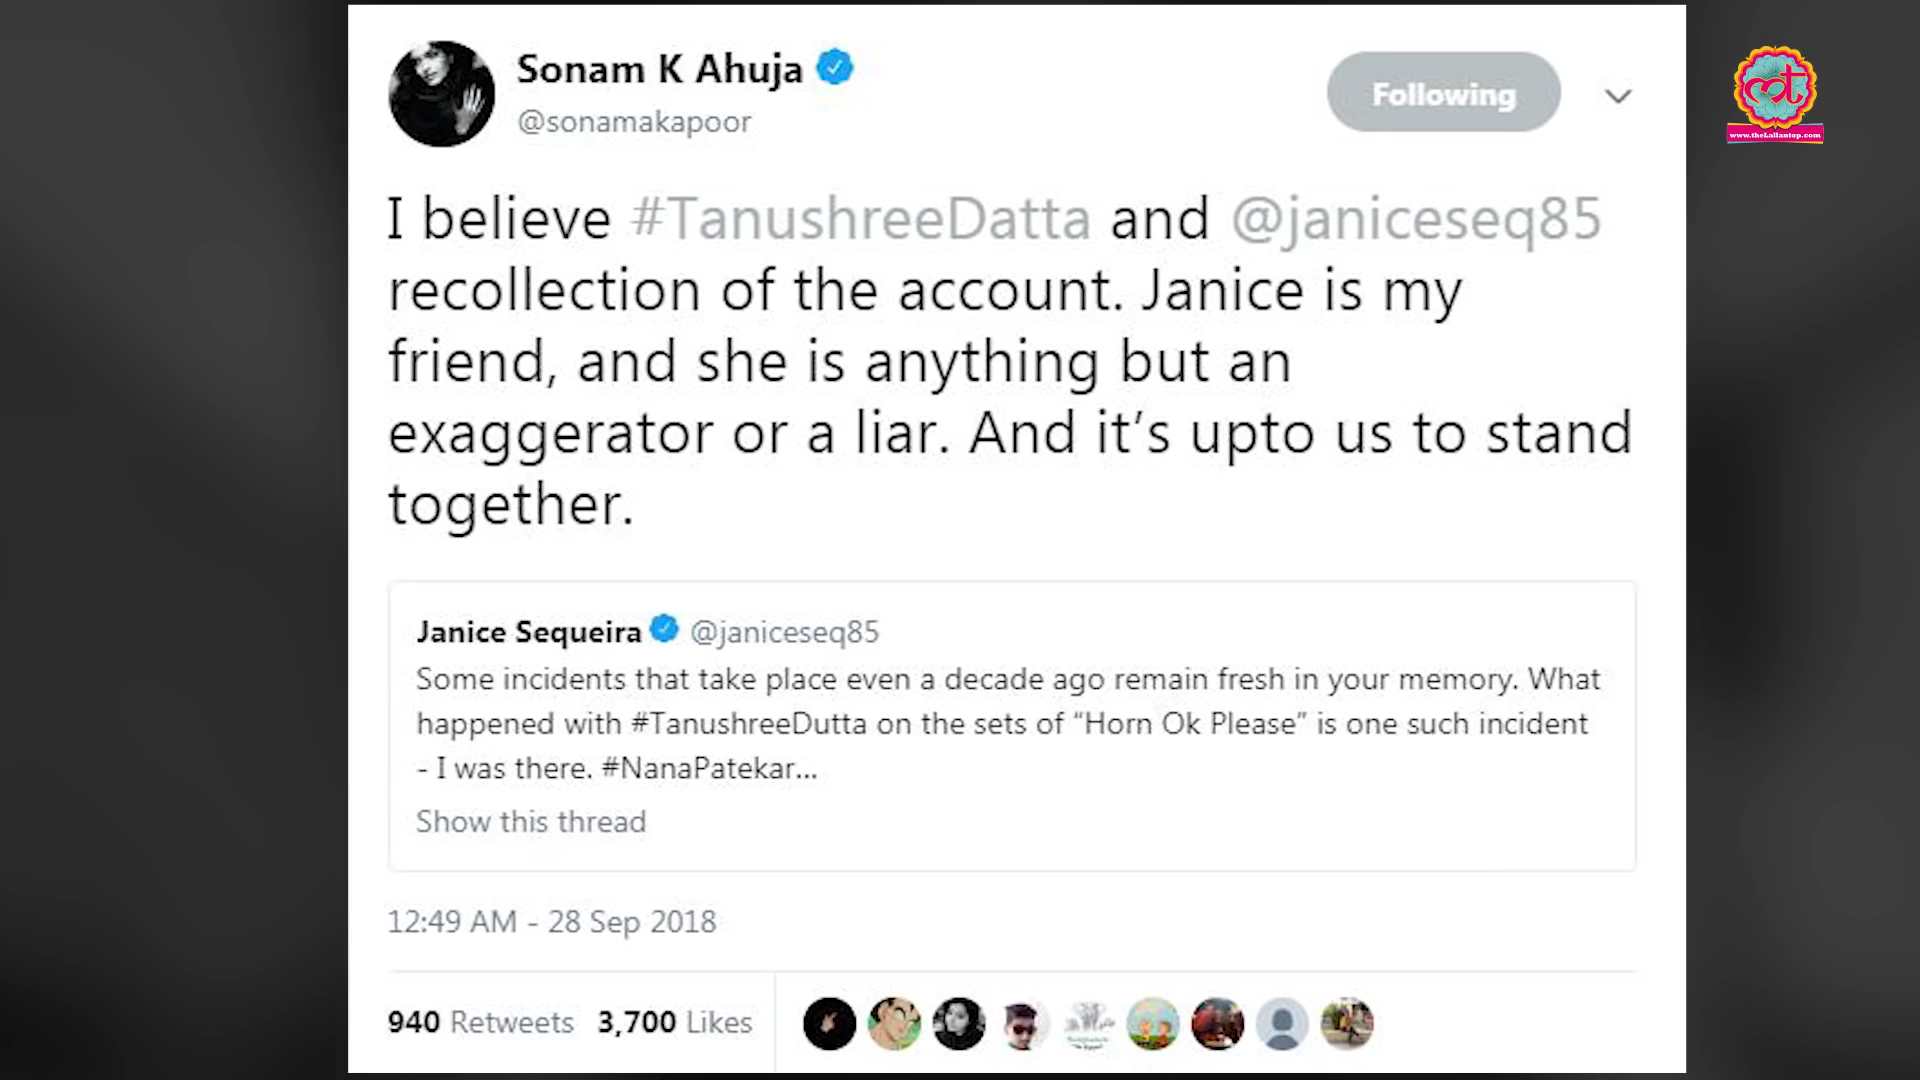 Sonam K Ahuja
@sonamakapoor
Following
www.theLallantop.com
I believe #TanushreeDatta and @janiceseq85
recollection of the account. Janice is my
friend, and she is anything but an
exaggerator or a liar. And it’s upto us to stand
together.
Janice Sequeira @janiceseq85
Some incidents that take place even a decade ago remain fresh in your memory. What
happened with #TanushreeDutta on the sets of “Horn Ok Please” is one such incident
- I was there. #NanaPatekar...
Show this thread
12:49 AM - 28 Sep 2018
940 Retweets 3,700 Likes